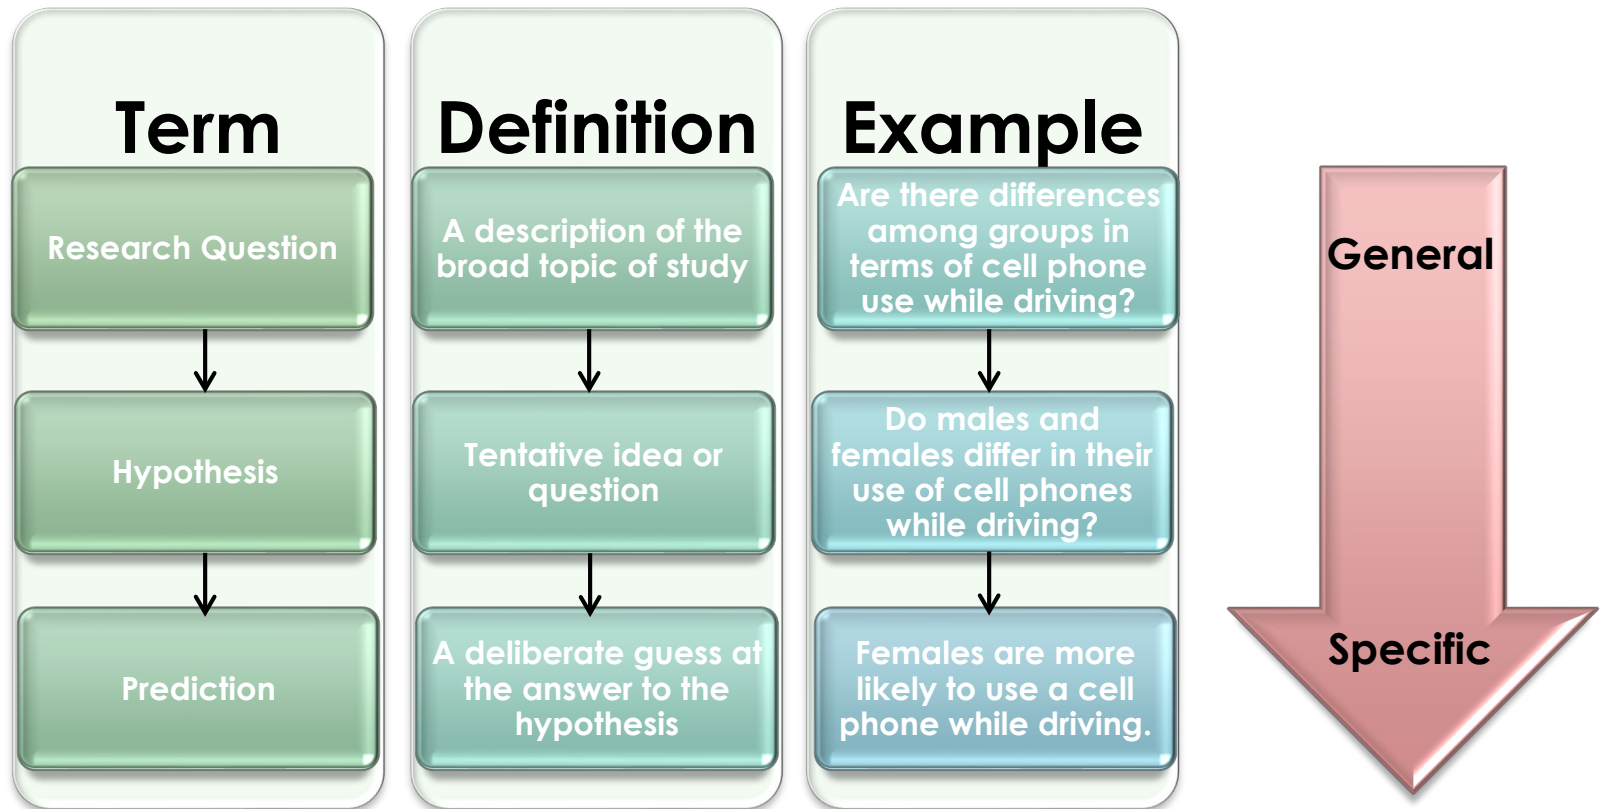 Term
Research Question
Hypothesis
Prediction
Definition
A description of the
broad topic of study
Tentative idea or
question
A deliberate guess at
the answer to the
hypothesis
Example
Are there differences
among groups in
terms of cell phone
use while driving?
Do males and
females differ in their
use of cell phones
while driving?
Females are more
likely to use a cell
phone while driving.
General
Specific